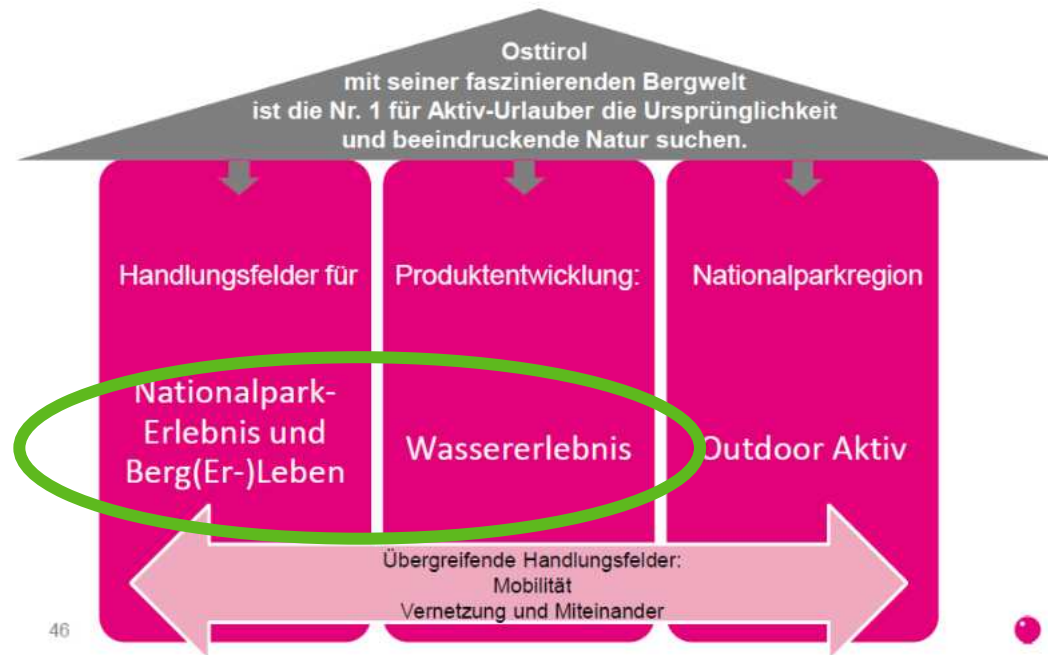 Osttirol
mit seiner faszinierenden Bergwelt
ist die Nr. 1 für Aktiv-Urlauber die Ursprünglichkeit
und beeindruckende Natur suchen.
Handlungsfelder für
Produktentwicklung:
Nationalparkregion
Nationalpark-
Erlebnis und
Berg(Er-)Leben
Wassererlebnis
Outdoor Aktiv
Übergreifende Handlungsfelder:
Mobilität
Vernetzung und Miteinander
46